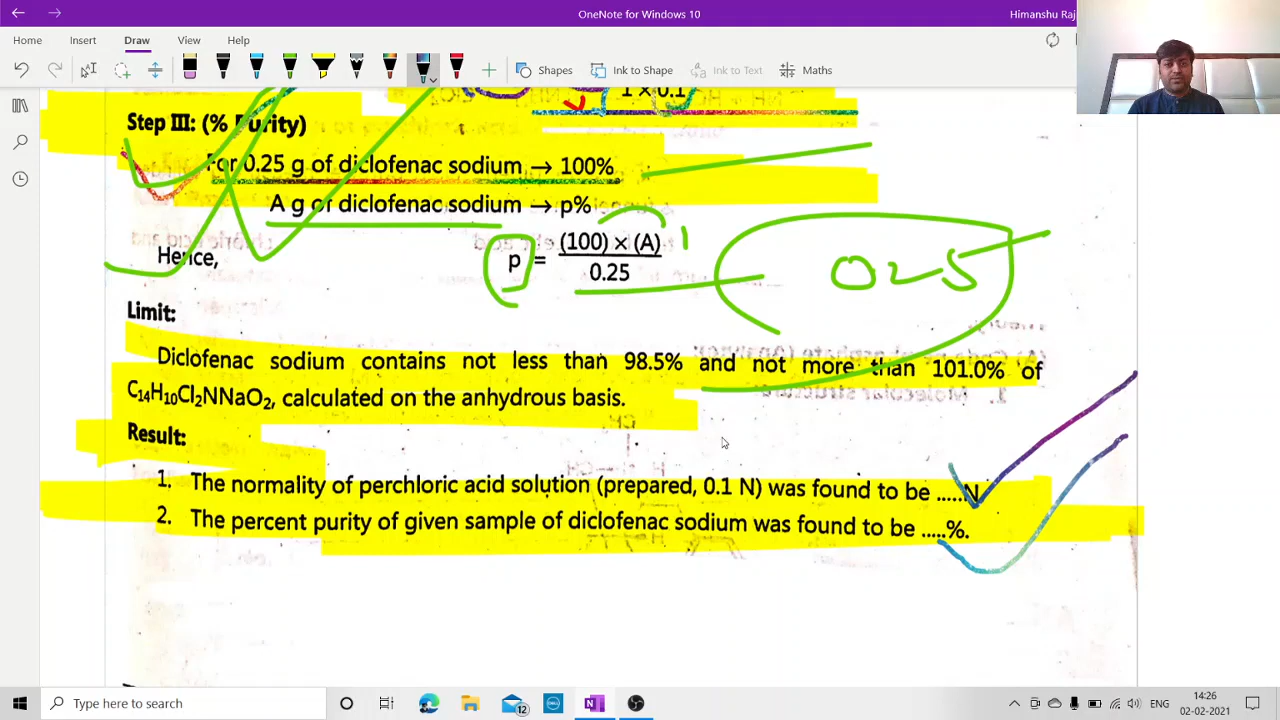 OneNote for Windows 10
Himanshu Raj
Home Insert Draw View Help
Shapes Ink to Shape Ink to Text Maths
1 × 0.1
Step III: (% Purity)
For 0.25 g of diclofenac sodium → 100%
A g of diclofenac sodium → p%
Hence, p = (100) × (A) / 0.25
025
Limit:
Diclofenac sodium contains not less than 98.5% and not more than 101.0% of
C₁₄H₁₀Cl₂NNaO₂, calculated on the anhydrous basis.
Result:
1. The normality of perchloric acid solution (prepared, 0.1 N) was found to be .....N
2. The percent purity of given sample of diclofenac sodium was found to be .....%.
Type here to search
12
ENG
14:26
02-02-2021